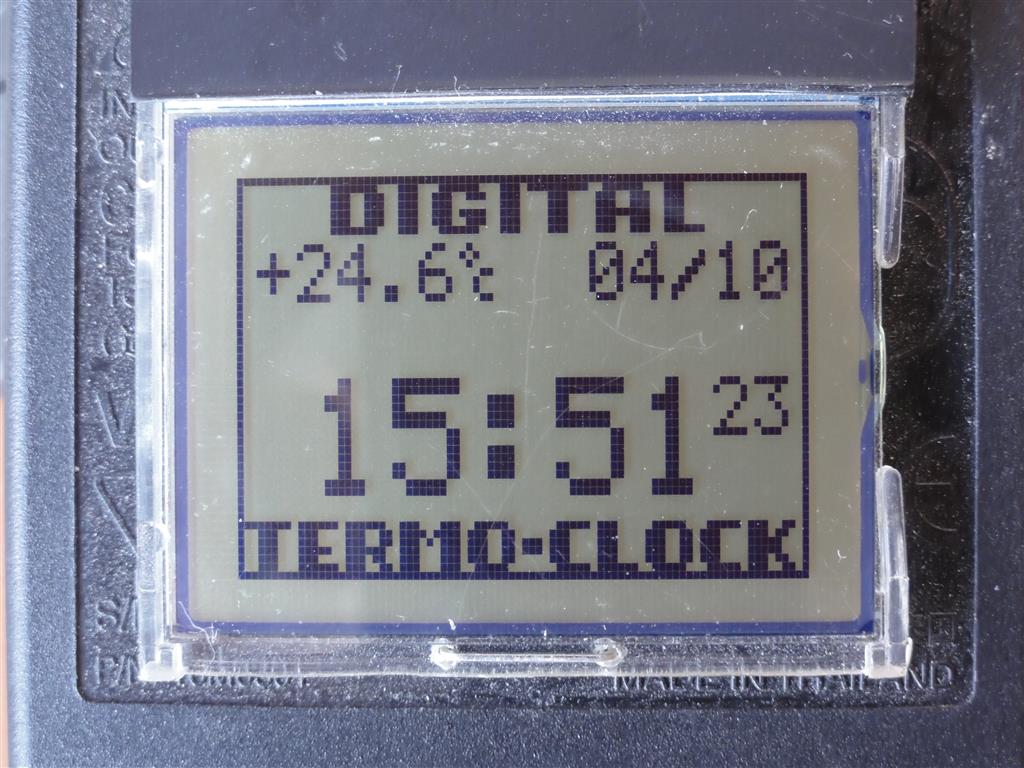 DIGITAL
+24.6°C 04/10
15:51 23
TERMO-CLOCK
MADE IN THAILAND